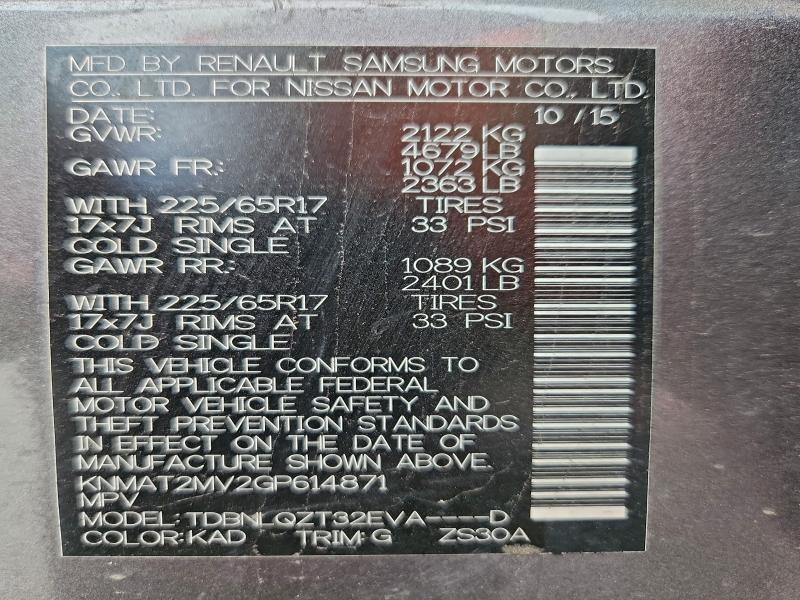 MFD BY RENAULT SAMSUNG MOTORS
CO., LTD. FOR NISSAN MOTOR CO., LTD.
DATE: 10 / 15
GVWR: 2122 KG
4679 LB
GAWR FR: 1072 KG
2363 LB
WITH 225/65R17 TIRES
17x7J RIMS AT 33 PSI
COLD SINGLE
GAWR RR: 1089 KG
2401 LB
WITH 225/65R17 TIRES
17x7J RIMS AT 33 PSI
COLD SINGLE
THIS VEHICLE CONFORMS TO
ALL APPLICABLE FEDERAL
MOTOR VEHICLE SAFETY AND
THEFT PREVENTION STANDARDS
IN EFFECT ON THE DATE OF
MANUFACTURE SHOWN ABOVE.
KNMAT2MV2GP614871
MPV
MODEL: TDBNLQZT32EVA----D
COLOR: KAD TRIM: G ZS30A